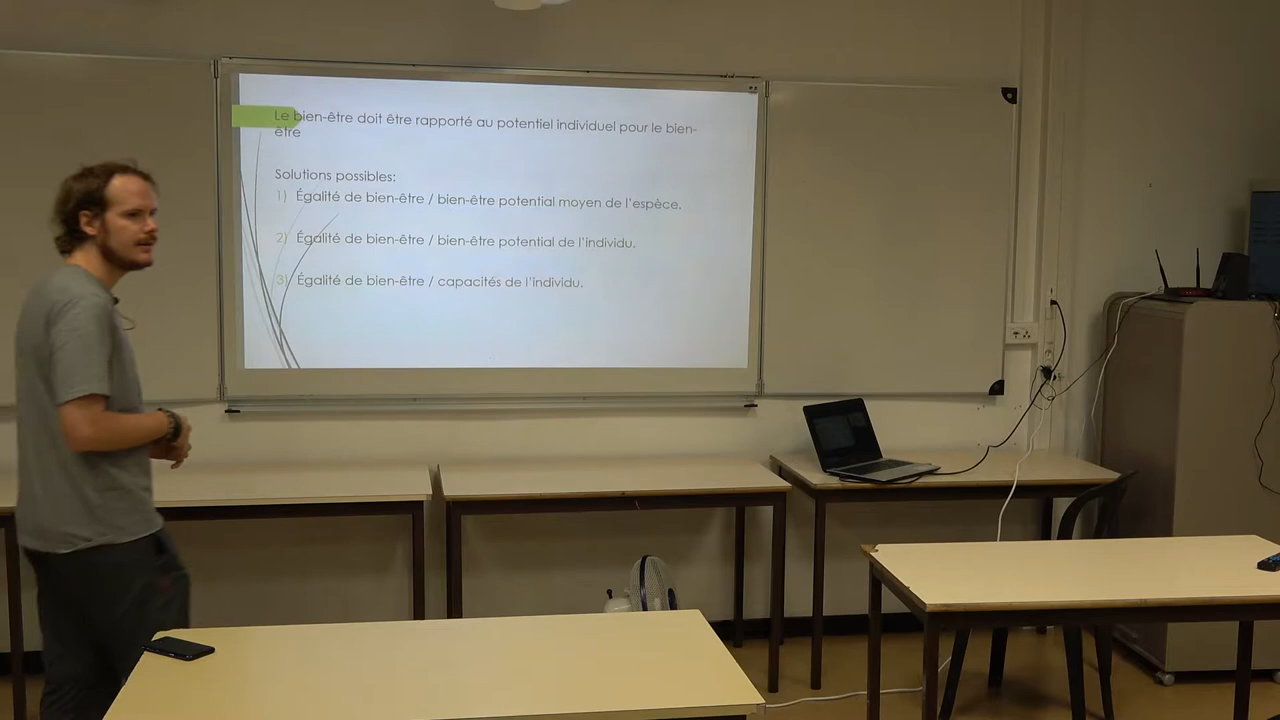 Le bien-être doit être rapporté au potentiel individuel pour le bien-
être
Solutions possibles:
1) Égalité de bien-être / bien-être potential moyen de l'espèce.
2) Égalité de bien-être / bien-être potential de l'individu.
3) Égalité de bien-être / capacités de l'individu.